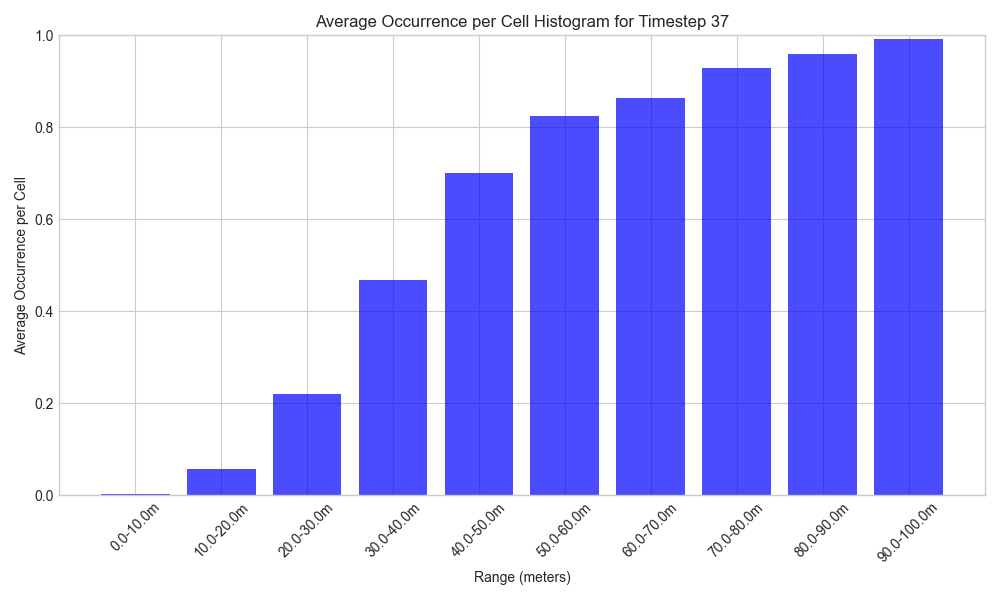 Average Occurrence per Cell Histogram for Timestep 37
Average Occurrence per Cell
1.0
0.8
0.6
0.4
0.2
0.0
0.0-10.0m
10.0-20.0m
20.0-30.0m
30.0-40.0m
40.0-50.0m
50.0-60.0m
60.0-70.0m
70.0-80.0m
80.0-90.0m
90.0-100.0m
Range (meters)